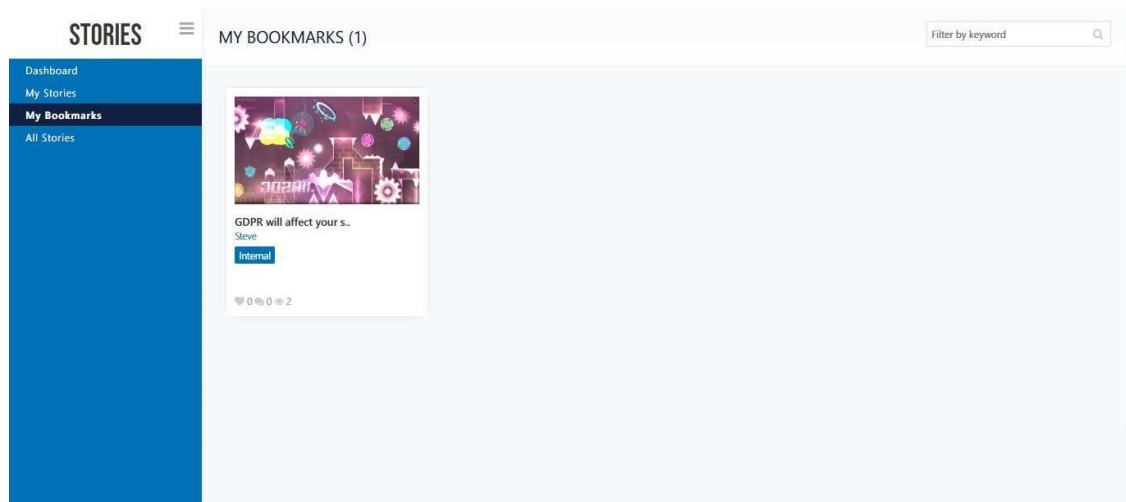 STORIES
MY BOOKMARKS (1)
Filter by keyword
Dashboard
My Stories
My Bookmarks
All Stories
GDPR will affect your s..
Steve
Internal
0 0 2